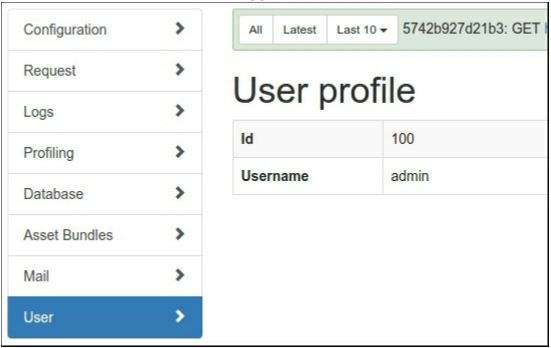 Configuration
Request
Logs
Profiling
Database
Asset Bundles
Mail
User
All Latest Last 10 5742b927d21b3: GET
User profile
Id 100
Username admin